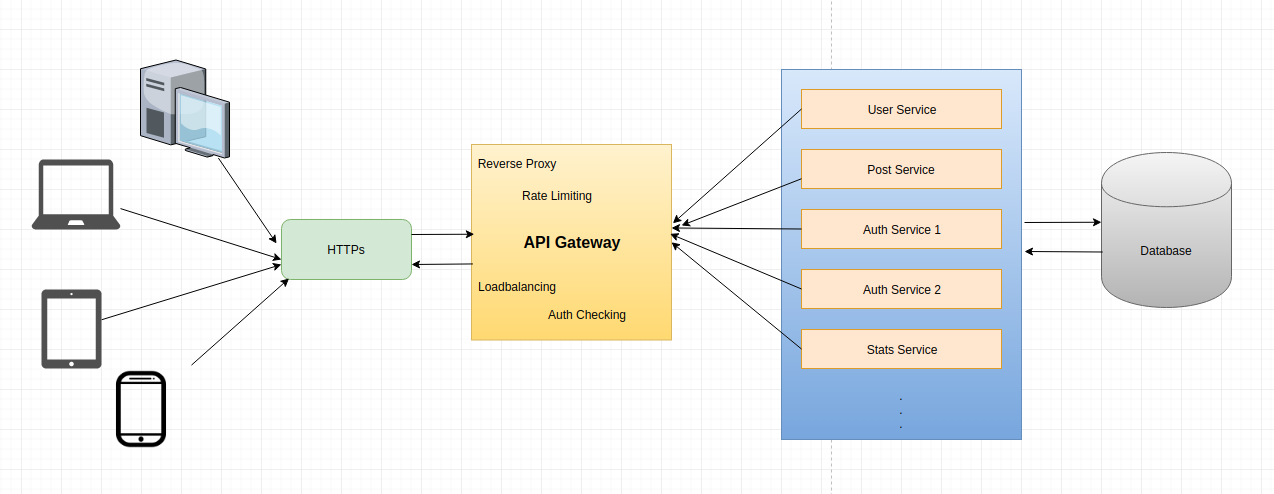 HTTPs
Reverse Proxy
Rate Limiting
API Gateway
Loadbalancing
Auth Checking
User Service
Post Service
Auth Service 1
Auth Service 2
Stats Service
.
.
.
Database